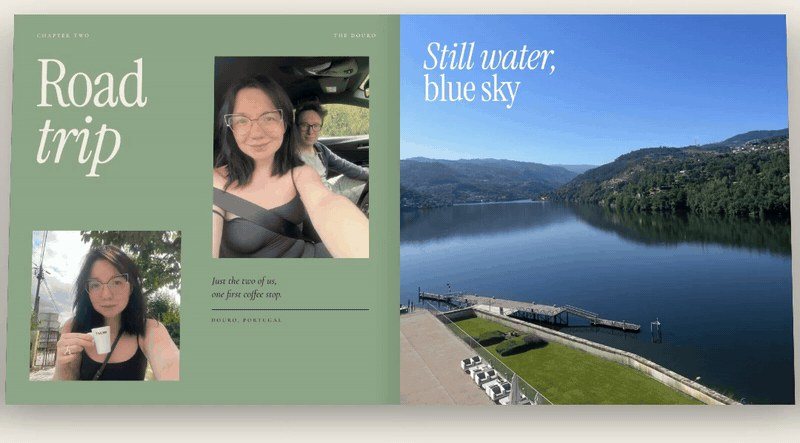 CHAPTER TWO
THE DOURO
Road
trip
Just the two of us,
one first coffee stop.
DOURO, PORTUGAL
Still water,
blue sky